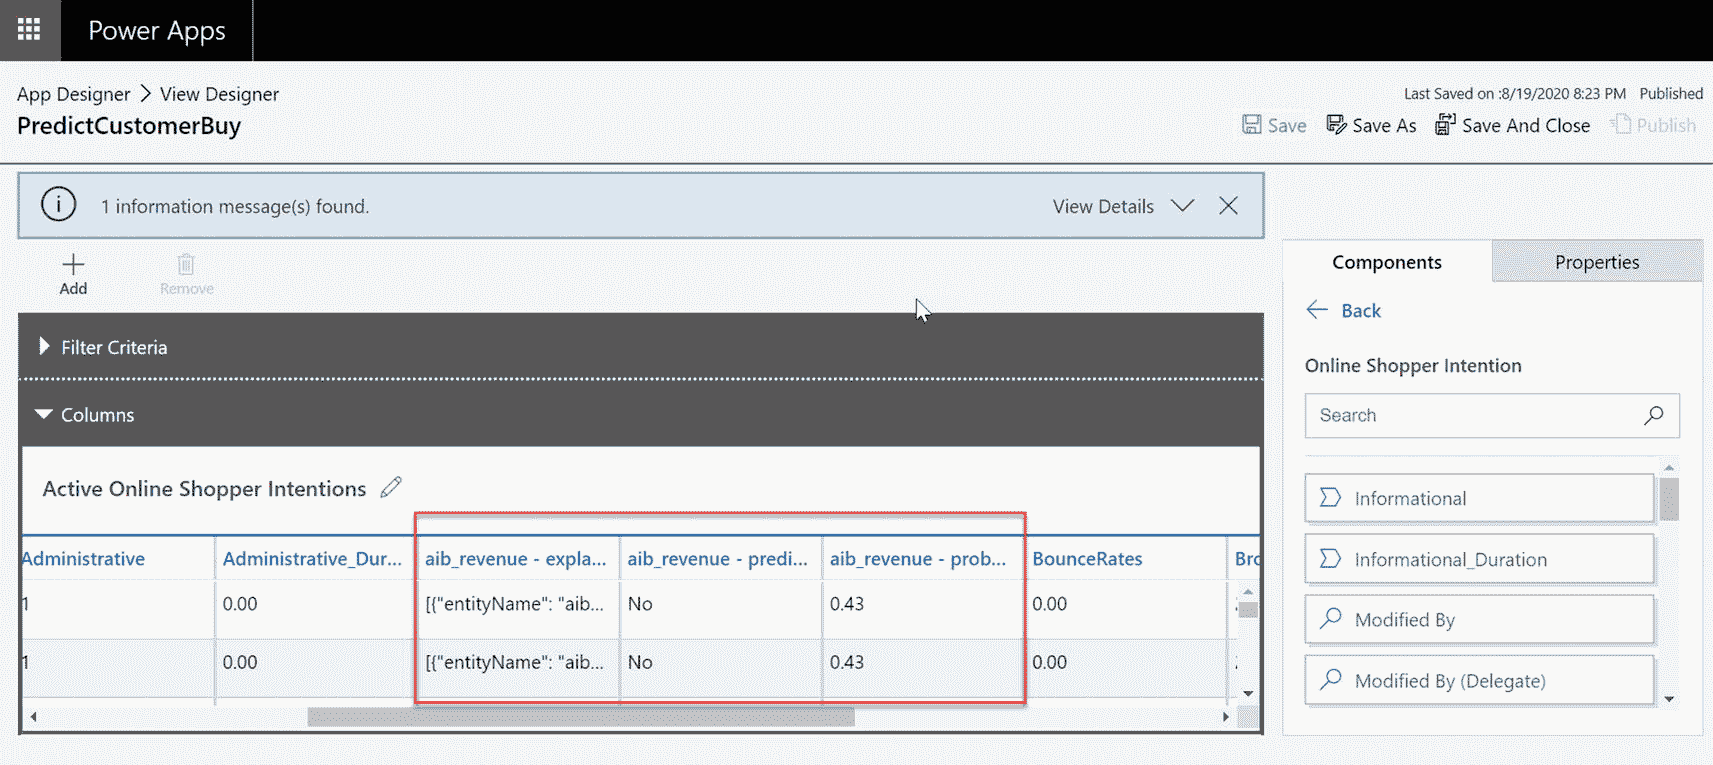 Power Apps
App Designer > View Designer
Last Saved on :8/19/2020 8:23 PM Published
PredictCustomerBuy
Save Save As Save And Close Publish
1 information message(s) found.
View Details
Add Remove
Components Properties
Back
Filter Criteria
Online Shopper Intention
Columns
Search
Active Online Shopper Intentions
Administrative Administrative_Dur... aib_revenue - expla... aib_revenue - predi... aib_revenue - prob... BounceRates Bro
1 0.00 [{"entityName": "aib... No 0.43 0.00
1 0.00 [{"entityName": "aib... No 0.43 0.00
Informational
Informational_Duration
Modified By
Modified By (Delegate)